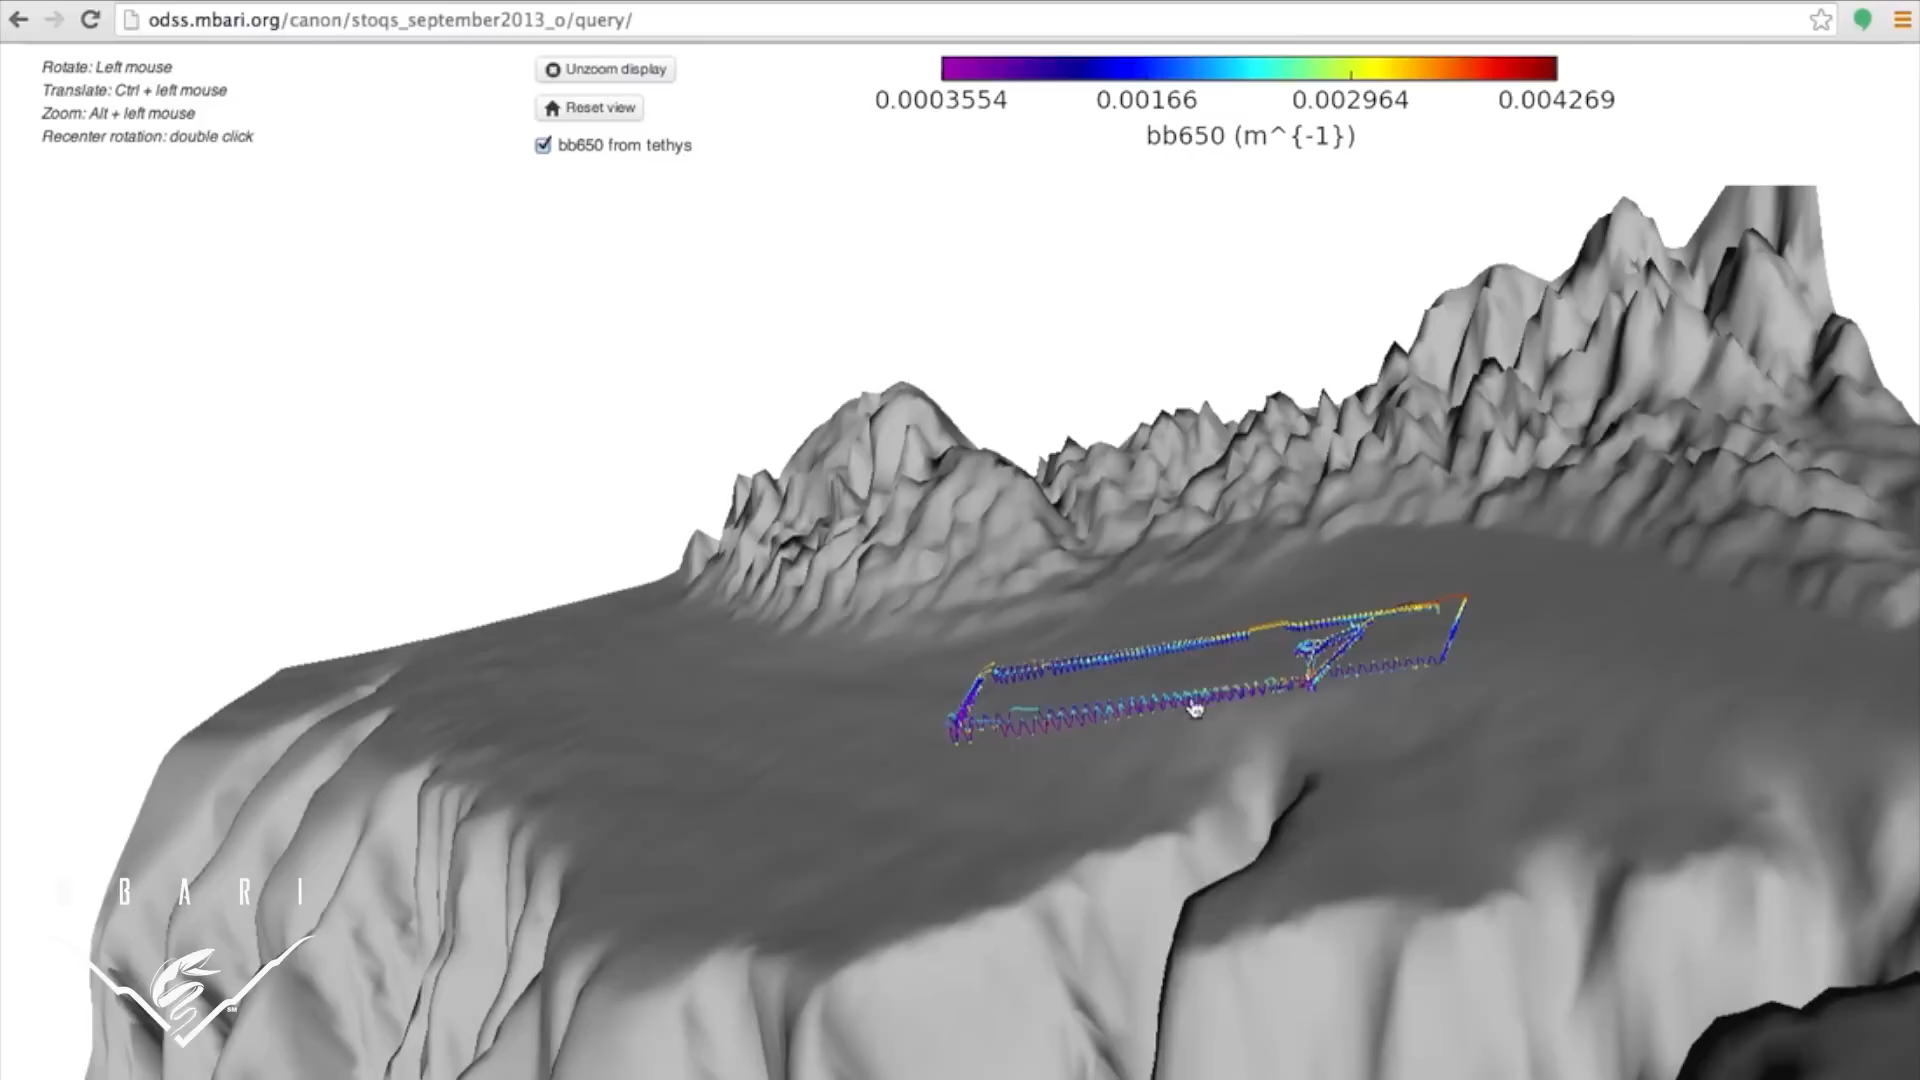 odss.mbari.org/canon/stoqs_september2013_o/query/
Rotate: Left mouse
Translate: Ctrl + left mouse
Zoom: Alt + left mouse
Recenter rotation: double click
Unzoom display
Reset view
bb650 from tethys
0.0003554 0.00166 0.002964 0.004269
bb650 (m^{-1})
BARI
SM